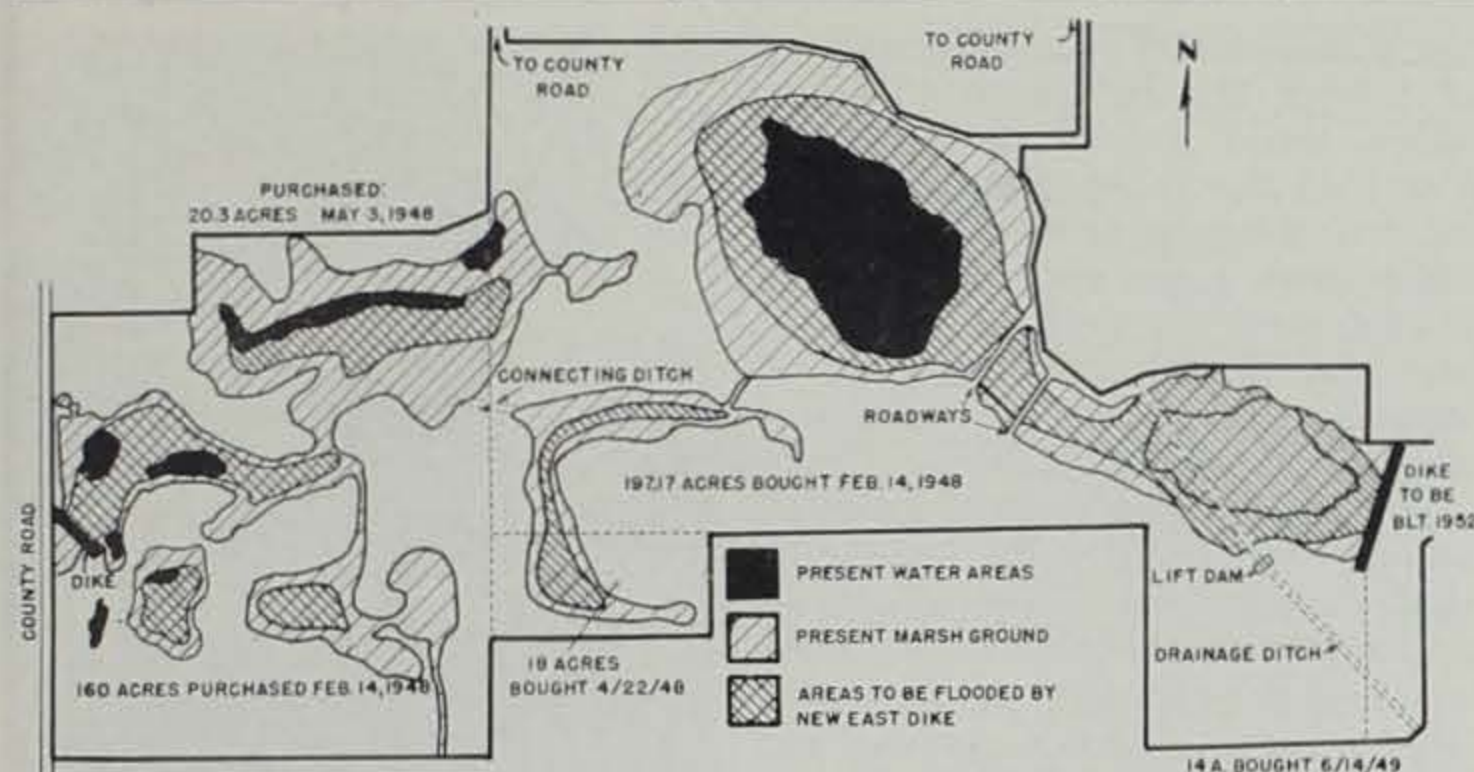 TO COUNTY
ROAD
TO COUNTY
ROAD
N
PURCHASED:
20.3 ACRES MAY 3, 1948
CONNECTING DITCH
ROADWAYS
197.17 ACRES BOUGHT FEB. 14, 1948
DIKE
TO BE
BLT. 1952
COUNTY ROAD
DIKE
LIFT DAM
DRAINAGE DITCH
160 ACRES PURCHASED FEB. 14, 1948
18 ACRES
BOUGHT 4/22/48
PRESENT WATER AREAS
PRESENT MARSH GROUND
AREAS TO BE FLOODED BY
NEW EAST DIKE
14 A. BOUGHT 6/14/49